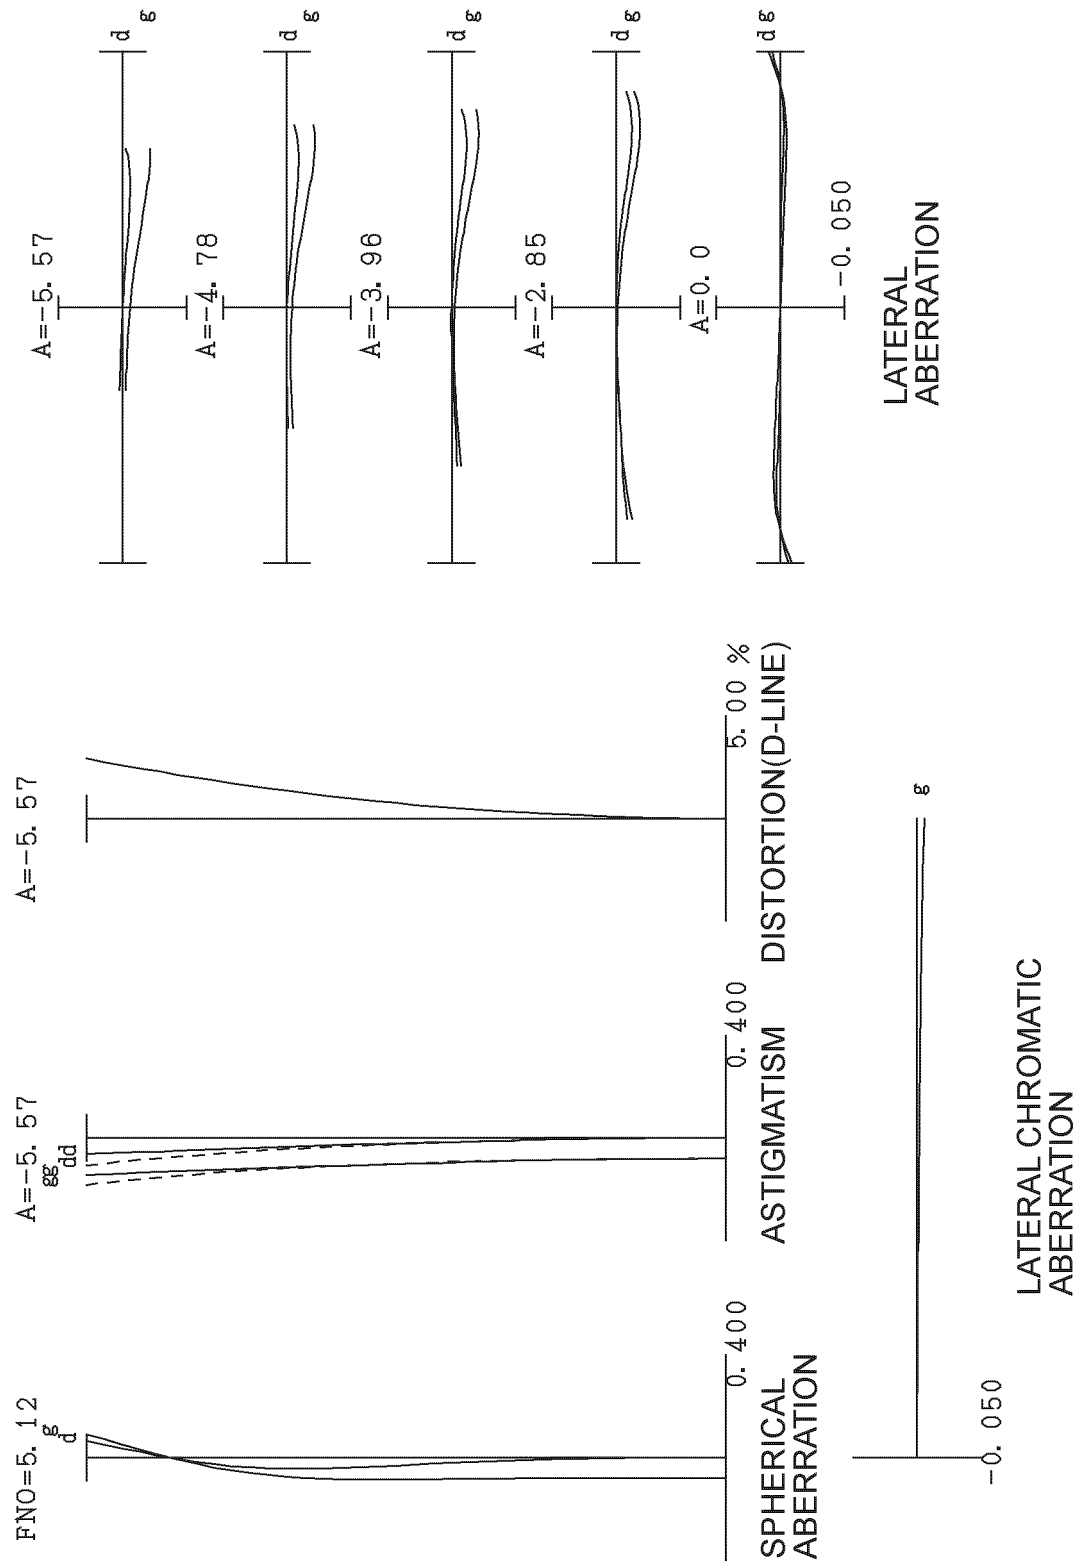 FNO=5. 12
d
g
0. 400
SPHERICAL
ABERRATION
A=-5. 57
gg
dd
0. 400
ASTIGMATISM
A=-5. 57
5. 00 %
DISTORTION(D-LINE)
A=-5. 57
d
g
A=-4. 78
d
g
A=-3. 96
d
g
A=-2. 85
d
g
A=0. 0
d g
-0. 050
LATERAL
ABERRATION
g
-0. 050
LATERAL CHROMATIC
ABERRATION